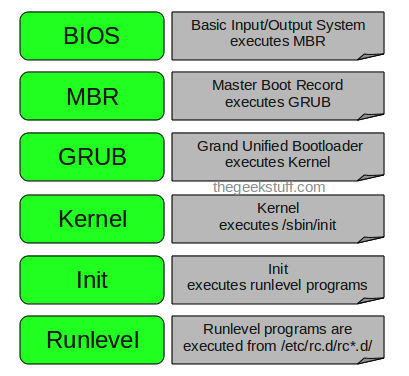 BIOS
Basic Input/Output System
executes MBR
MBR
Master Boot Record
executes GRUB
GRUB
Grand Unified Bootloader
executes Kernel
thegeekstuff.com
Kernel
Kernel
executes /sbin/init
Init
Init
executes runlevel programs
Runlevel
Runlevel programs are
executed from /etc/rc.d/rc*.d/